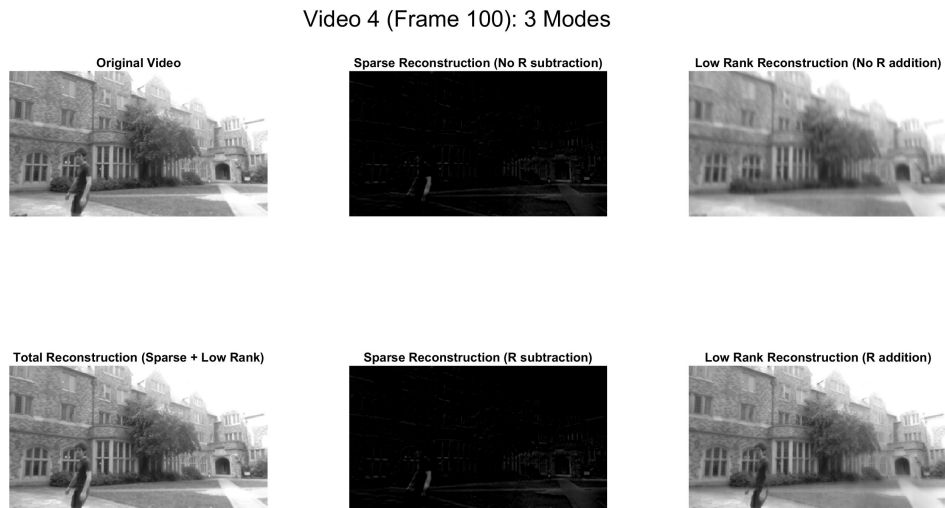 Video 4 (Frame 100): 3 Modes
Original Video
Sparse Reconstruction (No R subtraction)
Low Rank Reconstruction (No R addition)
Total Reconstruction (Sparse + Low Rank)
Sparse Reconstruction (R subtraction)
Low Rank Reconstruction (R addition)